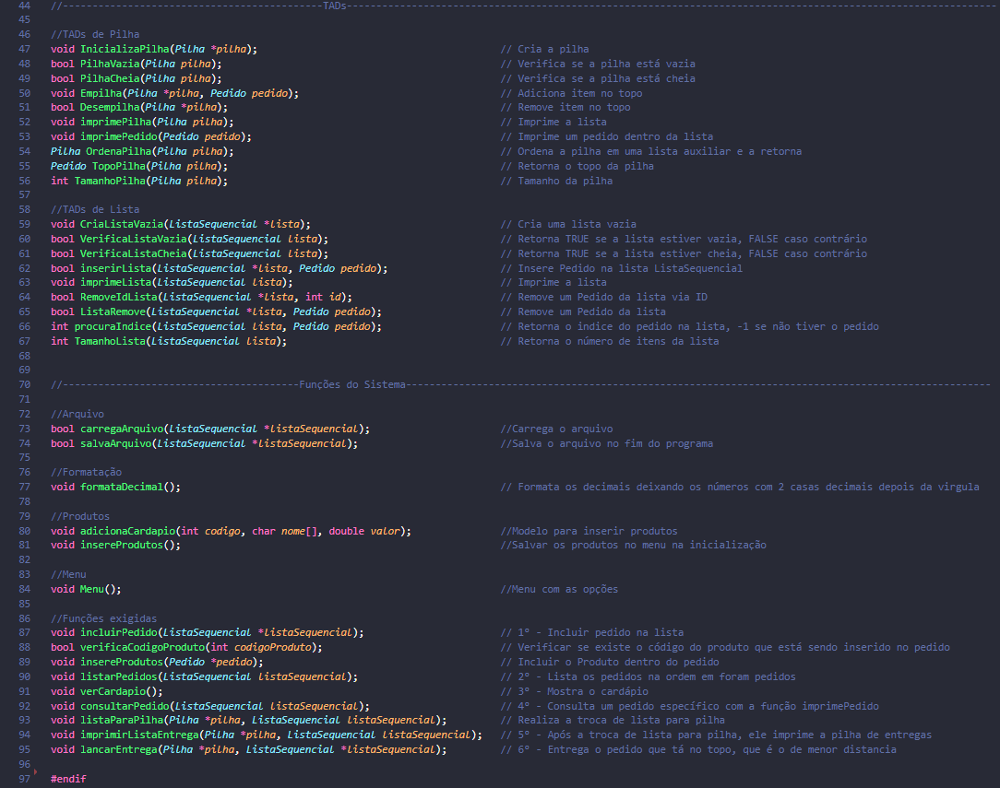 44 //--------------------------------------------TADs--------------------------------------------------------------------------------------------------------------
45
46 //TADs de Pilha
47 void InicializaPilha(Pilha *pilha); // Cria a pilha
48 bool PilhaVazia(Pilha pilha); // Verifica se a pilha está vazia
49 bool PilhaCheia(Pilha pilha); // Verifica se a pilha está cheia
50 void Empilha(Pilha *pilha, Pedido pedido); // Adiciona item no topo
51 bool Desempilha(Pilha *pilha); // Remove item no topo
52 void imprimePilha(Pilha pilha); // Imprime a lista
53 void imprimePedido(Pedido pedido); // Imprime um pedido dentro da lista
54 Pilha OrdenaPilha(Pilha pilha); // Ordena a pilha em uma lista auxiliar e a retorna
55 Pedido TopoPilha(Pilha pilha); // Retorna o topo da pilha
56 int TamanhoPilha(Pilha pilha); // Tamanho da pilha
57
58 //TADs de Lista
59 void CriaListaVazia(ListaSequencial *lista); // Cria uma lista vazia
60 bool VerificaListaVazia(ListaSequencial lista); // Retorna TRUE se a lista estiver vazia, FALSE caso contrário
61 bool VerificaListaCheia(ListaSequencial lista); // Retorna TRUE se a lista estiver cheia, FALSE caso contrário
62 bool inserirLista(ListaSequencial *lista, Pedido pedido); // Insere Pedido na lista ListaSequencial
63 void imprimeLista(ListaSequencial lista); // Imprime a lista
64 bool RemoveIdLista(ListaSequencial *lista, int id); // Remove um Pedido da lista via ID
65 bool ListaRemove(ListaSequencial *lista, Pedido pedido); // Remove um Pedido da lista
66 int procuraIndice(ListaSequencial lista, Pedido pedido); // Retorna o indice do pedido na lista, -1 se não tiver o pedido
67 int TamanhoLista(ListaSequencial lista); // Retorna o número de itens da lista
68
69
70 //----------------------------------------Funções do Sistema---------------------------------------------------------------------------------------------------
71
72 //Arquivo
73 bool carregaArquivo(ListaSequencial *listaSequencial); //Carrega o arquivo
74 bool salvaArquivo(ListaSequencial *listaSequencial); //Salva o arquivo no fim do programa
75
76 //Formatação
77 void formataDecimal(); // Formata os decimais deixando os números com 2 casas decimais depois da virgula
78
79 //Produtos
80 void adicionaCardapio(int codigo, char nome[], double valor); //Modelo para inserir produtos
81 void insereProdutos(); //Salvar os produtos no menu na inicialização
82
83 //Menu
84 void Menu(); //Menu com as opções
85
86 //Funções exigidas
87 void incluirPedido(ListaSequencial *listaSequencial); // 1º - Incluir pedido na lista
88 bool verificaCodigoProduto(int codigoProduto); // Verificar se existe o código do produto que está sendo inserido no pedido
89 void insereProdutos(Pedido *pedido); // Incluir o Produto dentro do pedido
90 void listarPedidos(ListaSequencial listaSequencial); // 2º - Lista os pedidos na ordem em foram pedidos
91 void verCardapio(); // 3º - Mostra o cardápio
92 void consultarPedido(ListaSequencial listaSequencial); // 4º - Consulta um pedido específico com a função imprimePedido
93 void listaParaPilha(Pilha *pilha, ListaSequencial listaSequencial); // Realiza a troca de lista para pilha
94 void imprimirListaEntrega(Pilha *pilha, ListaSequencial listaSequencial); // 5º - Após a troca de lista para pilha, ele imprime a pilha de entregas
95 void lancarEntrega(Pilha *pilha, ListaSequencial *listaSequencial); // 6º - Entrega o pedido que tá no topo, que é o de menor distancia
96
97 #endif